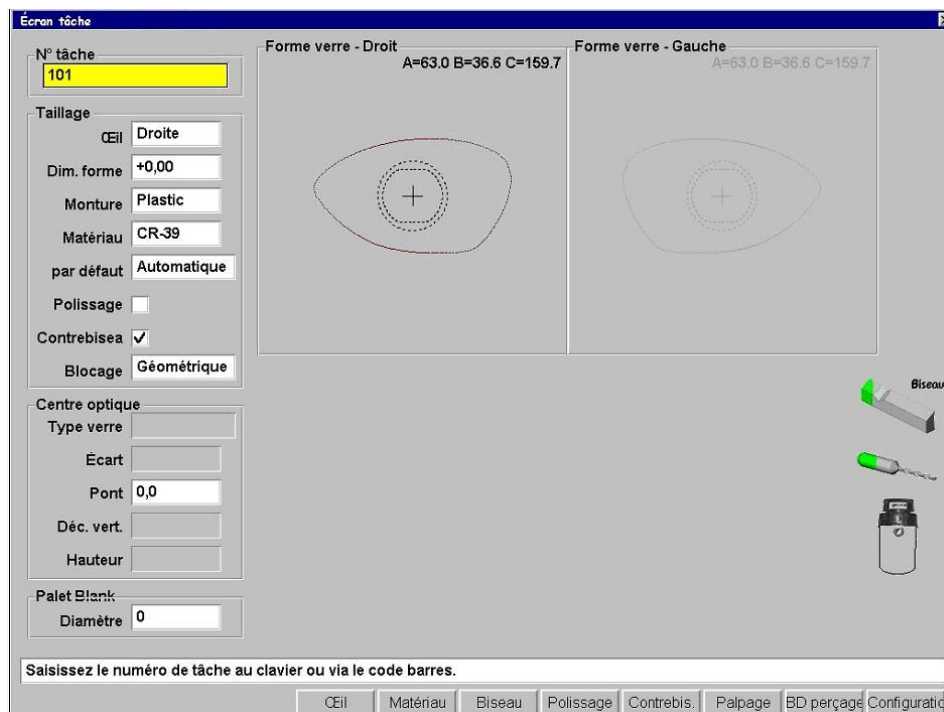 Écran tâche
N° tâche
101
Taillage
Œil Droite
Dim. forme +0,00
Monture Plastic
Matériau CR-39
par défaut Automatique
Polissage
Contrebisea
Blocage Géométrique
Centre optique
Type verre
Écart
Pont 0,0
Déc. vert.
Hauteur
Palet Blank
Diamètre 0
Forme verre - Droit
A=63.0 B=36.6 C=159.7
Forme verre - Gauche
A=63.0 B=36.6 C=159.7
Biseau
Saisissez le numéro de tâche au clavier ou via le code barres.
Œil Matériau Biseau Polissage Contrebis. Palpage BD perçage Configuratio